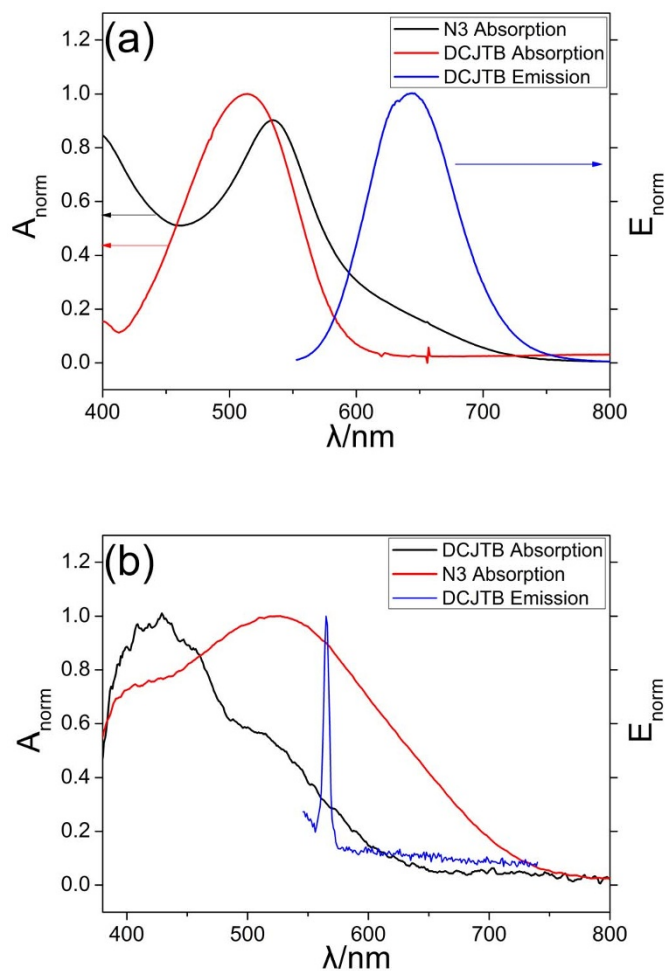 (a)
N3 Absorption
DCJTB Absorption
DCJTB Emission
1.2
1.0
0.8
0.6
0.4
0.2
0.0
A_norm
E_norm
400 500 600 700 800
λ/nm
(b)
DCJTB Absorption
N3 Absorption
DCJTB Emission
1.2
1.0
0.8
0.6
0.4
0.2
0.0
A_norm
E_norm
400 500 600 700 800
λ/nm